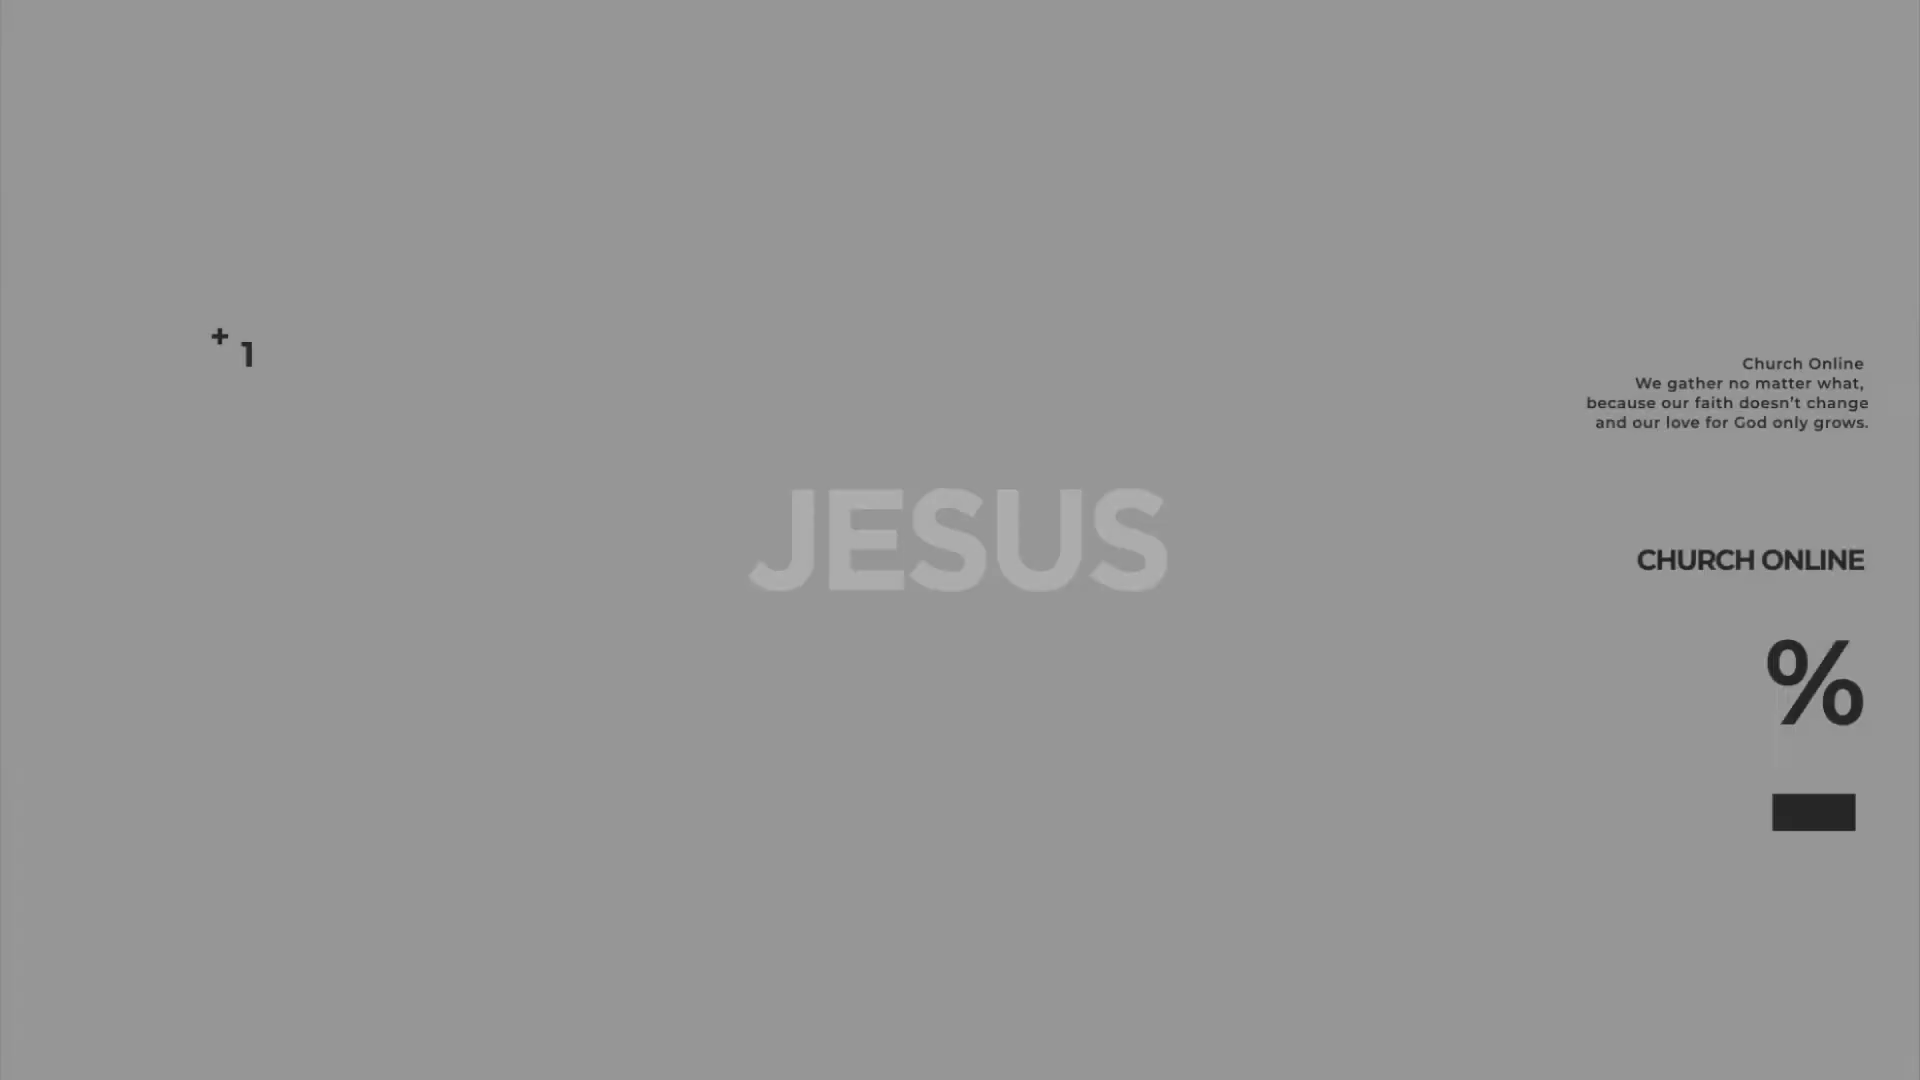 + 1
Church Online
We gather no matter what,
because our faith doesn't change
and our love for God only grows.
JESUS
CHURCH ONLINE
%